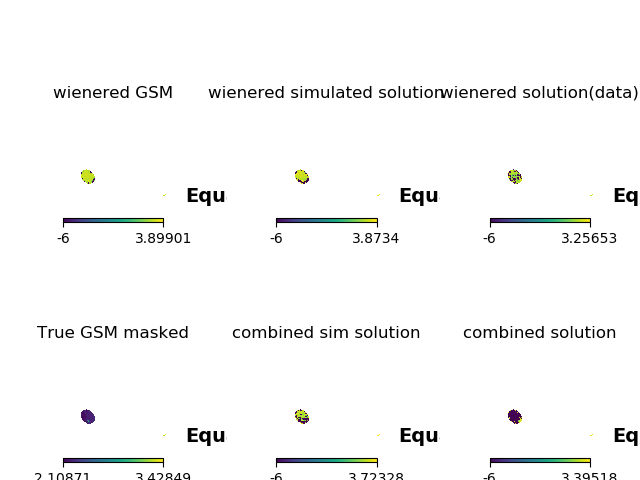 wienered GSM
wienered simulated solution
wienered solution(data)
Equ
Equ
Eq
-6 3.89901
-6 3.8734
-6 3.25653
True GSM masked
combined sim solution
combined solution
Equ
Equ
Eq
2.10871 3.42849
-6 3.72328
-6 3.39518